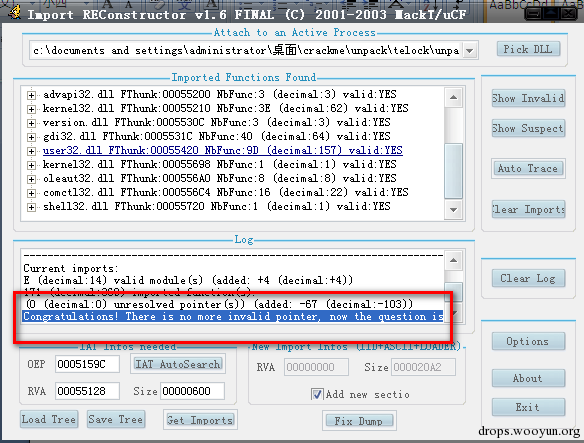 Import REConstructor v1.6 FINAL (C) 2001-2003 MackT/uCF
Attach to an Active Process
c:\documents and settings\administrator\桌面\crackme\unpack\telock\unpa
Pick DLL
Imported Functions Found
advapi32.dll FThunk:00055200 NbFunc:3 (decimal:3) valid:YES
kernel32.dll FThunk:00055210 NbFunc:3E (decimal:62) valid:YES
version.dll FThunk:0005530C NbFunc:3 (decimal:3) valid:YES
gdi32.dll FThunk:0005531C NbFunc:40 (decimal:64) valid:YES
user32.dll FThunk:00055420 NbFunc:9D (decimal:157) valid:YES
kernel32.dll FThunk:00055698 NbFunc:1 (decimal:1) valid:YES
oleaut32.dll FThunk:000556A0 NbFunc:8 (decimal:8) valid:YES
comctl32.dll FThunk:000556C4 NbFunc:16 (decimal:22) valid:YES
shell32.dll FThunk:00055720 NbFunc:1 (decimal:1) valid:YES
Show Invalid
Show Suspect
Auto Trace
Clear Imports
Log
Current imports:
E (decimal:14) valid module(s) (added: +4 (decimal:+4))
imported function(s).
(0 (decimal:0) unresolved pointer(s)) (added: -67 (decimal:-103))
Congratulations! There is no more invalid pointer, now the question is
Clear Log
IAT Infos needed
OEP 0005159C IAT AutoSearch
RVA 00055128 Size 00000600
Load Tree Save Tree Get Imports
New Import Infos (IID+ASCII+LOADER)
RVA 00000000 Size 000020A2
Add new sectio
Fix Dump
Options
About
Exit
drops.wooyun.org